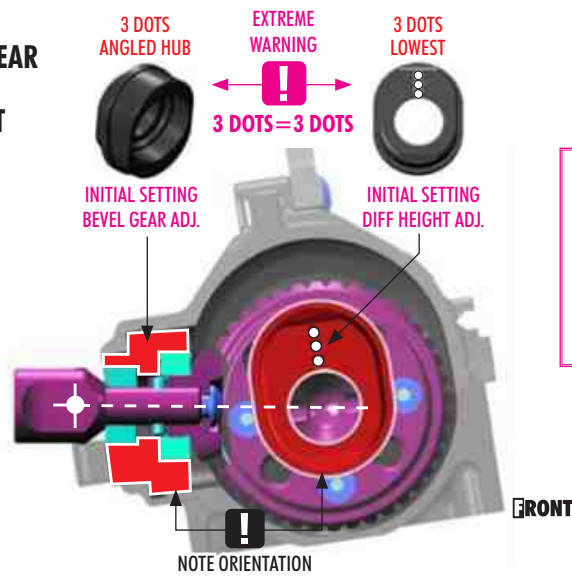 3 DOTS
ANGLED HUB
EXTREME
WARNING
3 DOTS
LOWEST
3 DOTS=3 DOTS
INITIAL SETTING
BEVEL GEAR ADJ.
INITIAL SETTING
DIFF HEIGHT ADJ.
FRONT
NOTE ORIENTATION